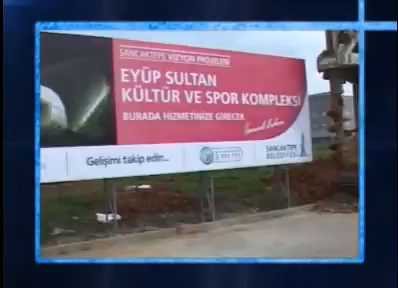 SANCAKTEPE VİZYON PROJELERİ
EYÜP SULTAN
KÜLTÜR VE SPOR KOMPLEKSİ
BURADA HİZMETİNİZE GİRECEK
Gelişimi takip edin...
SANCAKTEPE
BELEDİYESİ